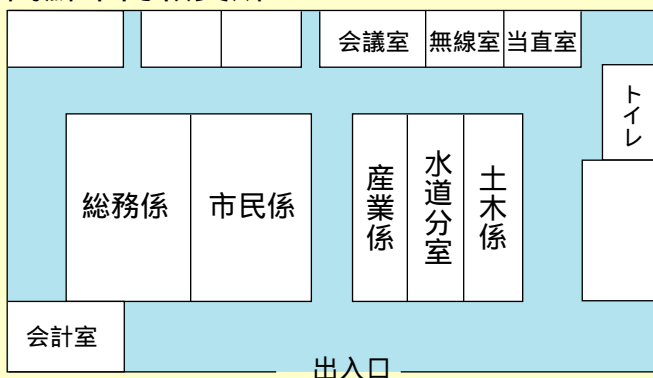 会議室
無線室
当直室
トイレ
総務係
市民係
産業係
水道分室
土木係
会計室
出入口